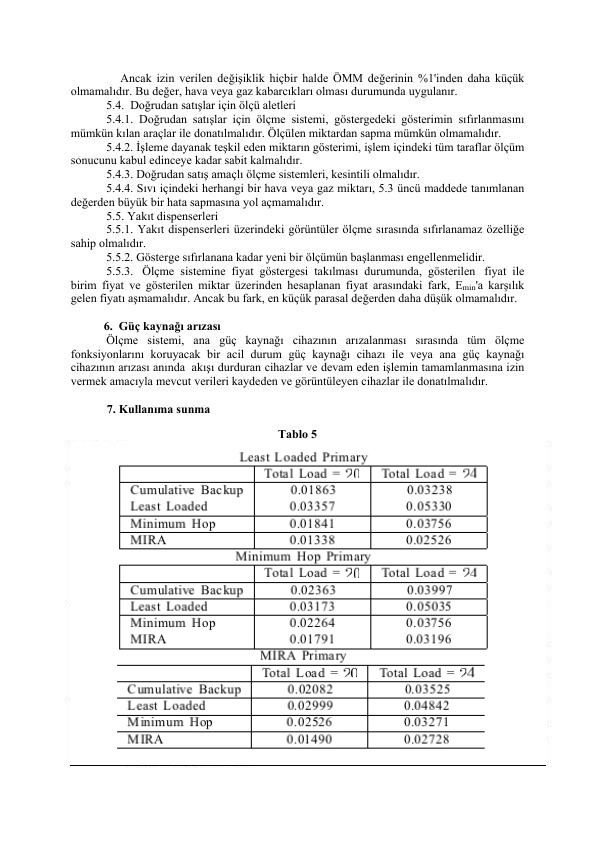 Ancak izin verilen değişiklik hiçbir halde ÖMM değerinin %1'inden daha küçük
olmamalıdır. Bu değer, hava veya gaz kabarcıkları olması durumunda uygulanır.
5.4. Doğrudan satışlar için ölçü aletleri
5.4.1. Doğrudan satışlar için ölçme sistemi, göstergedeki gösterimin sıfırlanmasını
mümkün kılan araçlar ile donatılmalıdır. Ölçülen miktardan sapma mümkün olmamalıdır.
5.4.2. İşleme dayanak teşkil eden miktarın gösterimi, işlem içindeki tüm taraflar ölçüm
sonucunu kabul edinceye kadar sabit kalmalıdır.
5.4.3. Doğrudan satış amaçlı ölçme sistemleri, kesintili olmalıdır.
5.4.4. Sıvı içindeki herhangi bir hava veya gaz miktarı, 5.3 üncü maddede tanımlanan
değerden büyük bir hata sapmasına yol açmamalıdır.
5.5. Yakıt dispenserleri
5.5.1. Yakıt dispenserleri üzerindeki görüntüler ölçme sırasında sıfırlanamaz özelliğe
sahip olmalıdır.
5.5.2. Gösterge sıfırlanana kadar yeni bir ölçümün başlanması engellenmelidir.
5.5.3. Ölçme sistemine fiyat göstergesi takılması durumunda, gösterilen fiyat ile
birim fiyat ve gösterilen miktar üzerinden hesaplanan fiyat arasındaki fark, Emin'a karşılık
gelen fiyatı aşmamalıdır. Ancak bu fark, en küçük parasal değerden daha düşük olmamalıdır.
6. Güç kaynağı arızası
Ölçme sistemi, ana güç kaynağı cihazının arızalanması sırasında tüm ölçme
fonksiyonlarını koruyacak bir acil durum güç kaynağı cihazı ile veya ana güç kaynağı
cihazının arızası anında akışı durduran cihazlar ve devam eden işlemin tamamlanmasına izin
vermek amacıyla mevcut verileri kaydeden ve görüntüleyen cihazlar ile donatılmalıdır.
7. Kullanıma sunma
Tablo 5
Least Loaded Primary
Total Load = 20 Total Load = 24
Cumulative Backup 0.01863 0.03238
Least Loaded 0.03357 0.05330
Minimum Hop 0.01841 0.03756
MIRA 0.01338 0.02526
Minimum Hop Primary
Total Load = 20 Total Load = 24
Cumulative Backup 0.02363 0.03997
Least Loaded 0.03173 0.05035
Minimum Hop 0.02264 0.03756
MIRA 0.01791 0.03196
MIRA Primary
Total Load = 20 Total Load = 24
Cumulative Backup 0.02082 0.03525
Least Loaded 0.02999 0.04842
Minimum Hop 0.02526 0.03271
MIRA 0.01490 0.02728